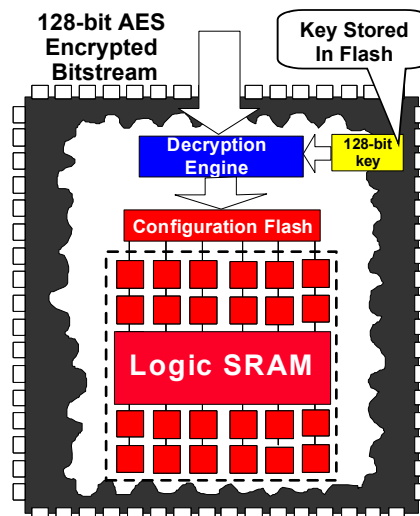 128-bit AES
Encrypted
Bitstream
Key Stored
In Flash
Decryption
Engine
128-bit
key
Configuration Flash
Logic SRAM